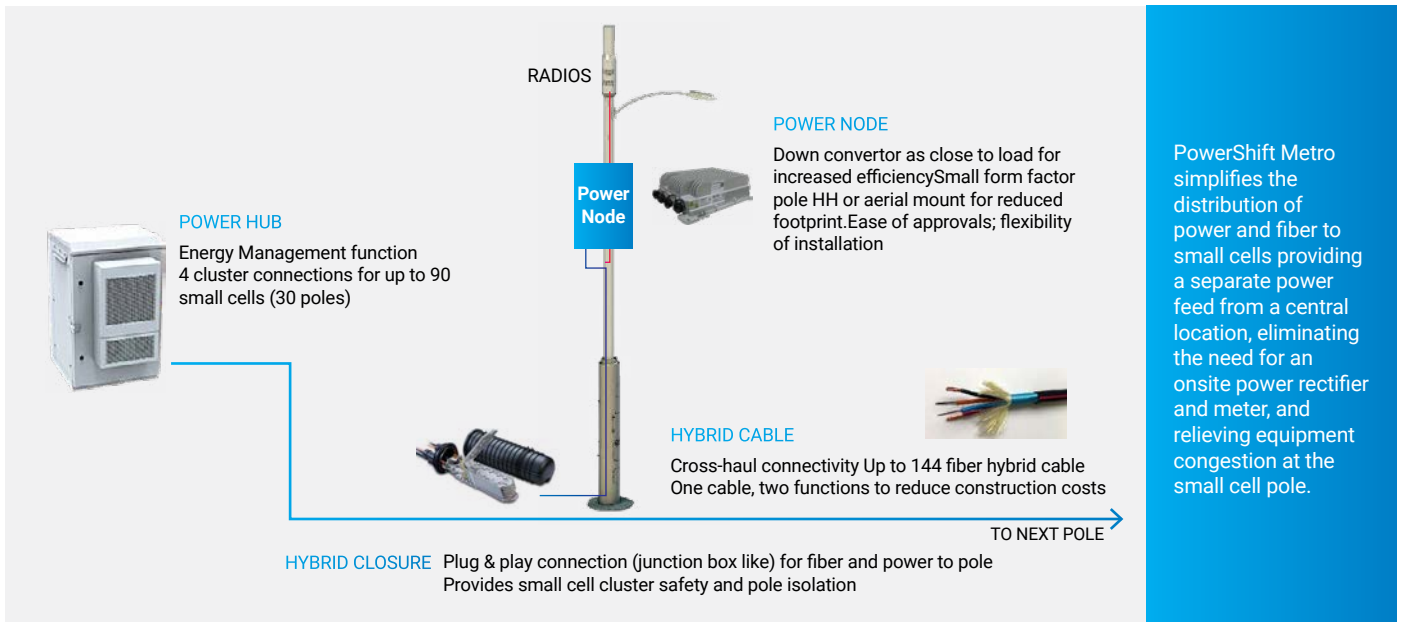 RADIOS
POWER NODE
Down convertor as close to load for
increased efficiencySmall form factor
pole HH or aerial mount for reduced
footprint.Ease of approvals; flexibility
of installation
Power
Node
POWER HUB
Energy Management function
4 cluster connections for up to 90
small cells (30 poles)
HYBRID CABLE
Cross-haul connectivity Up to 144 fiber hybrid cable
One cable, two functions to reduce construction costs
TO NEXT POLE
HYBRID CLOSURE
Plug & play connection (junction box like) for fiber and power to pole
Provides small cell cluster safety and pole isolation
PowerShift Metro
simplifies the
distribution of
power and fiber to
small cells providing
a separate power
feed from a central
location, eliminating
the need for an
onsite power rectifier
and meter, and
relieving equipment
congestion at the
small cell pole.